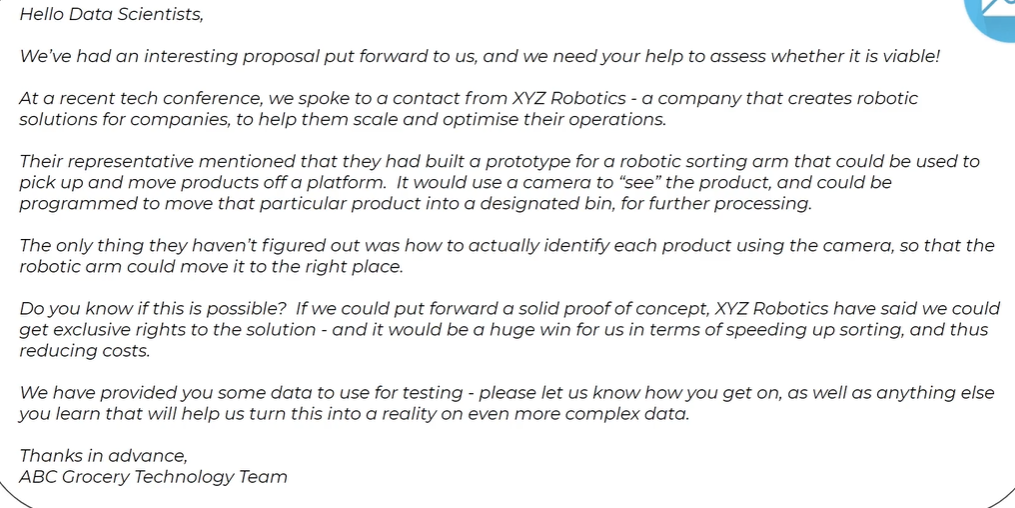 Hello Data Scientists,
We've had an interesting proposal put forward to us, and we need your help to assess whether it is viable!
At a recent tech conference, we spoke to a contact from XYZ Robotics - a company that creates robotic
solutions for companies, to help them scale and optimise their operations.
Their representative mentioned that they had built a prototype for a robotic sorting arm that could be used to
pick up and move products off a platform.  It would use a camera to “see” the product, and could be
programmed to move that particular product into a designated bin, for further processing.
The only thing they haven't figured out was how to actually identify each product using the camera, so that the
robotic arm could move it to the right place.
Do you know if this is possible?  If we could put forward a solid proof of concept, XYZ Robotics have said we could
get exclusive rights to the solution - and it would be a huge win for us in terms of speeding up sorting, and thus
reducing costs.
We have provided you some data to use for testing - please let us know how you get on, as well as anything else
you learn that will help us turn this into a reality on even more complex data.
Thanks in advance,
ABC Grocery Technology Team